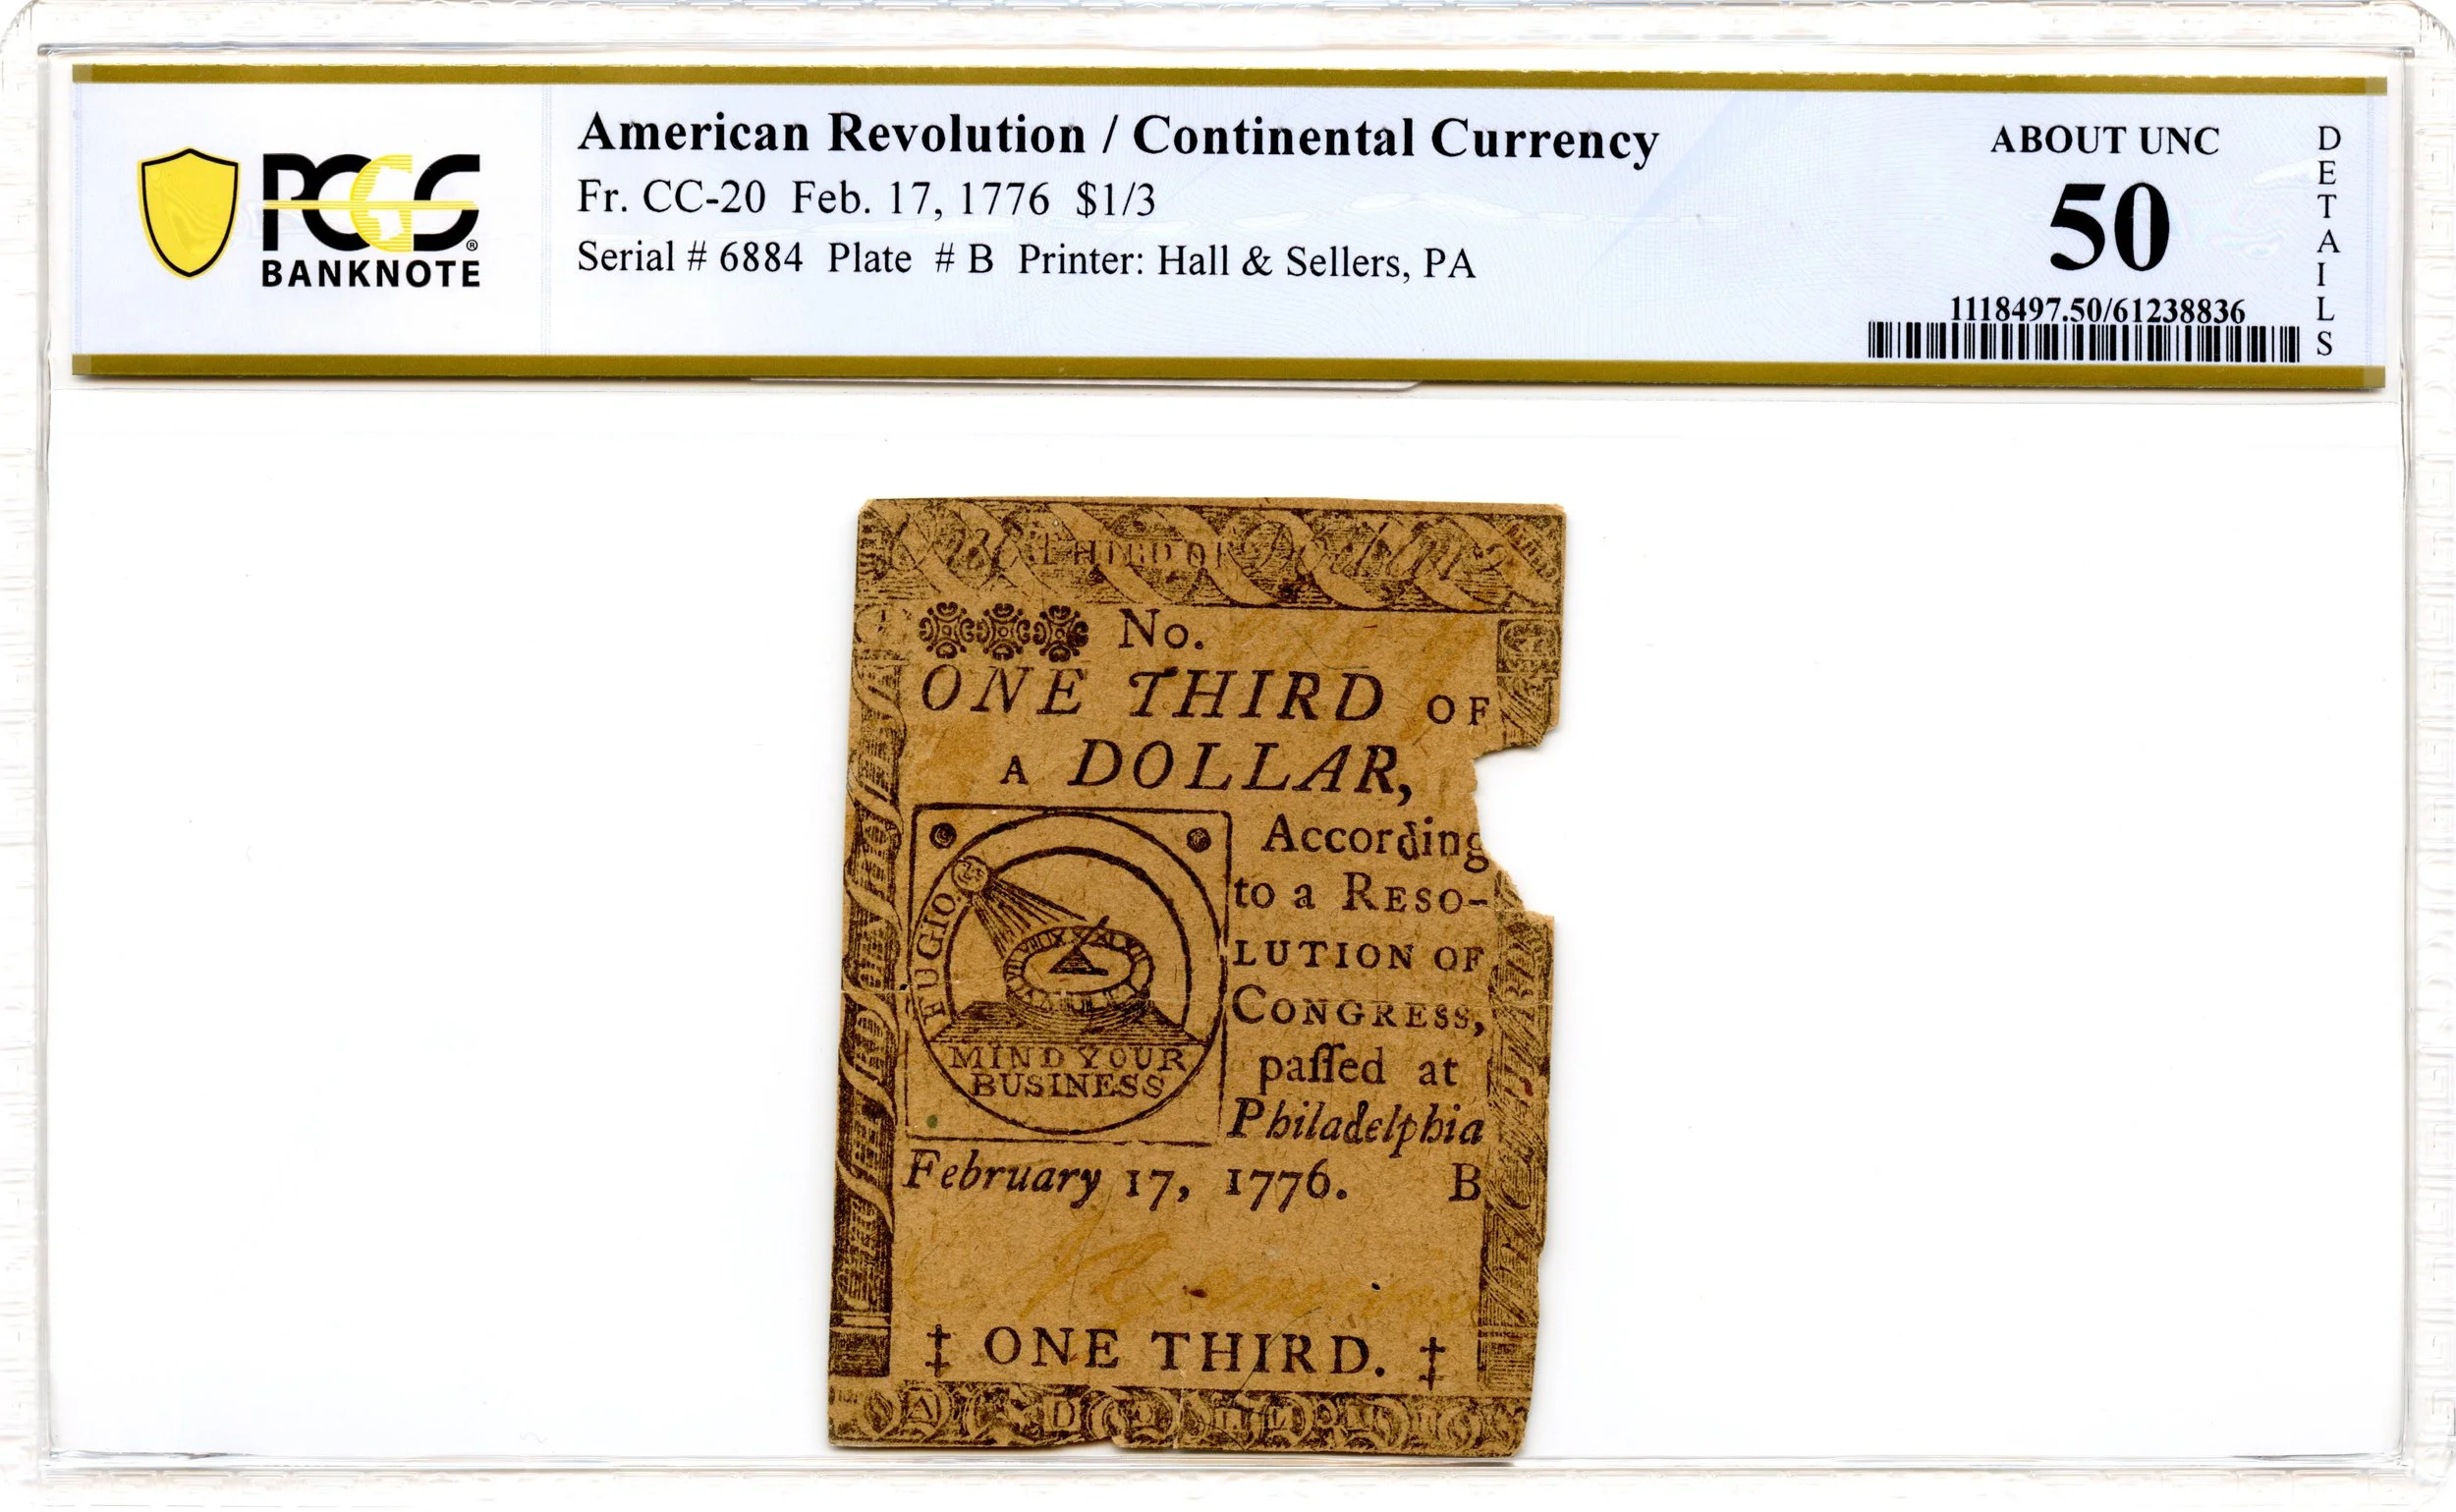 PCGS
BANKNOTE
American Revolution / Continental Currency
Fr. CC-20 Feb. 17, 1776 $1/3
Serial # 6884 Plate # B Printer: Hall & Sellers, PA
ABOUT UNC
50
1118497.50/61238836
DETAILS
THIRD OF
No.
ONE THIRD OF
A DOLLAR,
According
to a RESO-
LUTION OF
CONGRESS,
paſſed at
Philadelphia
FUGIO
MIND YOUR
BUSINESS
February 17, 1776. B
‡ ONE THIRD. ‡